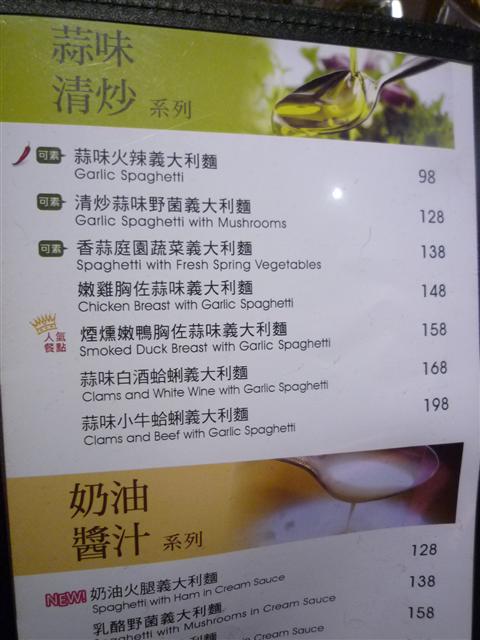 蒜味
清炒 系列
可素 蒜味火辣義大利麵 98
Garlic Spaghetti
可素 清炒蒜味野菌義大利麵 128
Garlic Spaghetti with Mushrooms
可素 香蒜庭園蔬菜義大利麵 138
Spaghetti with Fresh Spring Vegetables
嫩雞胸佐蒜味義大利麵 148
Chicken Breast with Garlic Spaghetti
人氣
餐點
煙燻嫩鴨胸佐蒜味義大利麵 158
Smoked Duck Breast with Garlic Spaghetti
蒜味白酒蛤蜊義大利麵 168
Clams and White Wine with Garlic Spaghetti
蒜味小牛蛤蜊義大利麵 198
Clams and Beef with Garlic Spaghetti
奶油
醬汁 系列
NEW! 奶油火腿義大利麵 128
Spaghetti with Ham in Cream Sauce
乳酪野菌義大利麵 138
Spaghetti with Mushrooms in Cream Sauce
義大利麵 158
Cream Sauce